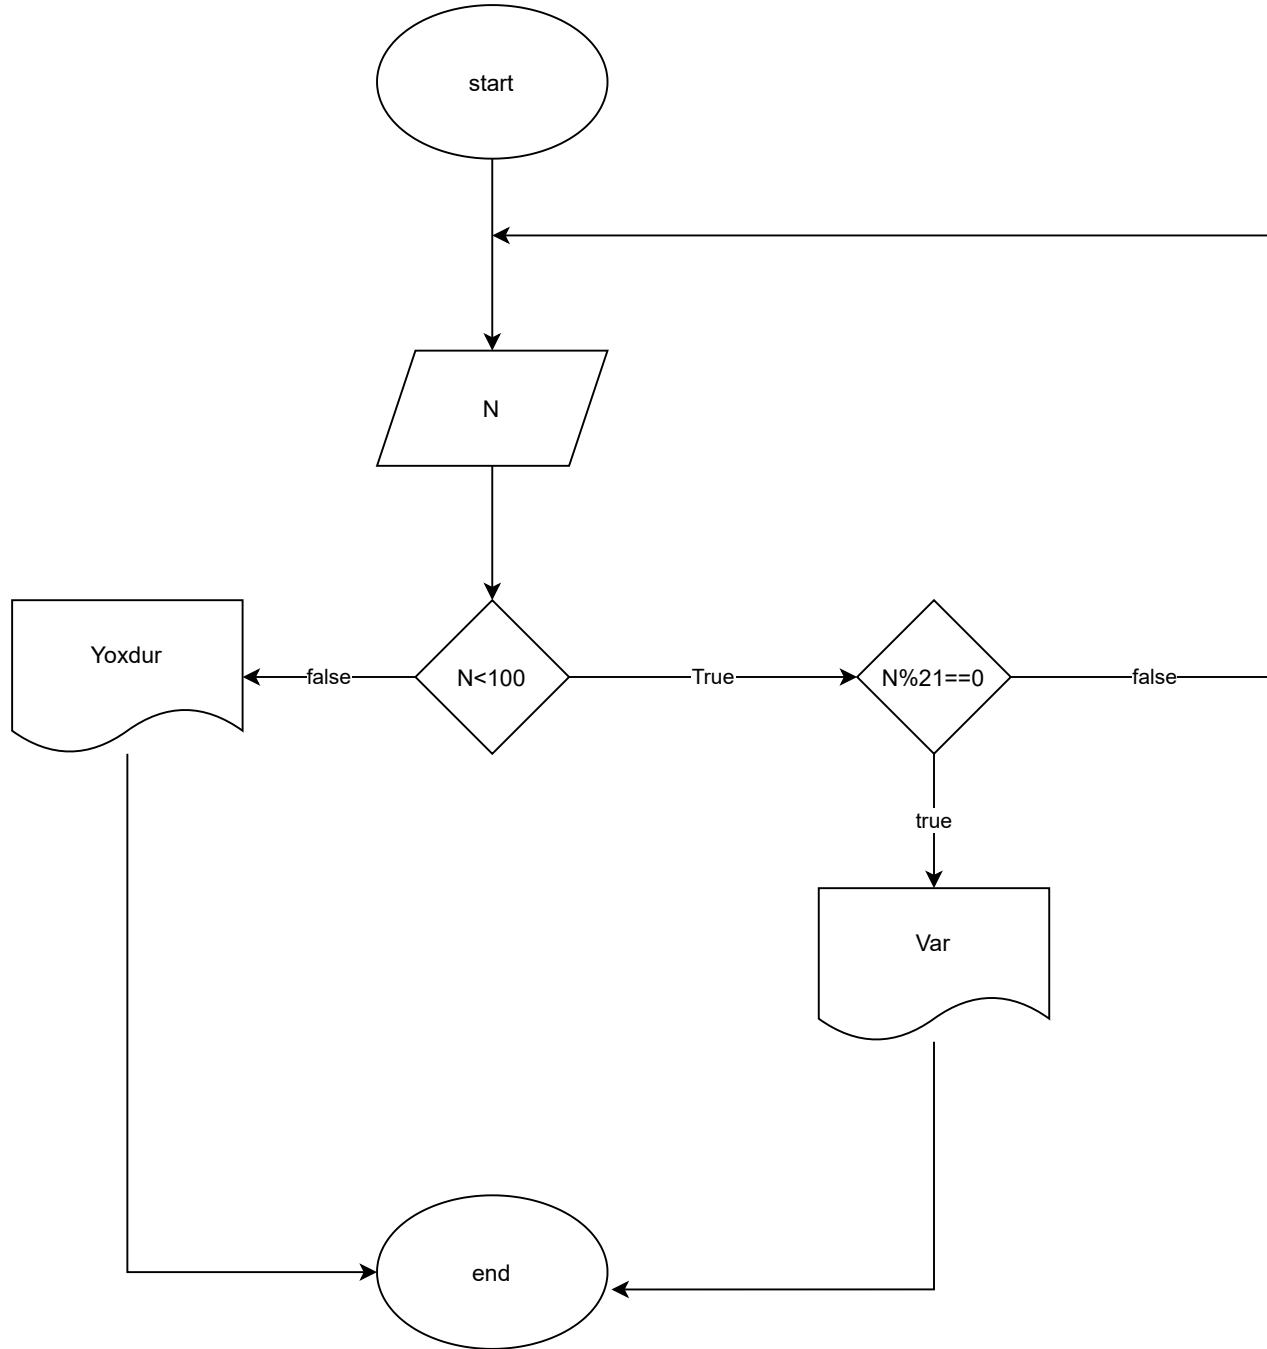 start
N
Yoxdur
false
N<100
True
N%21==0
false
true
Var
end